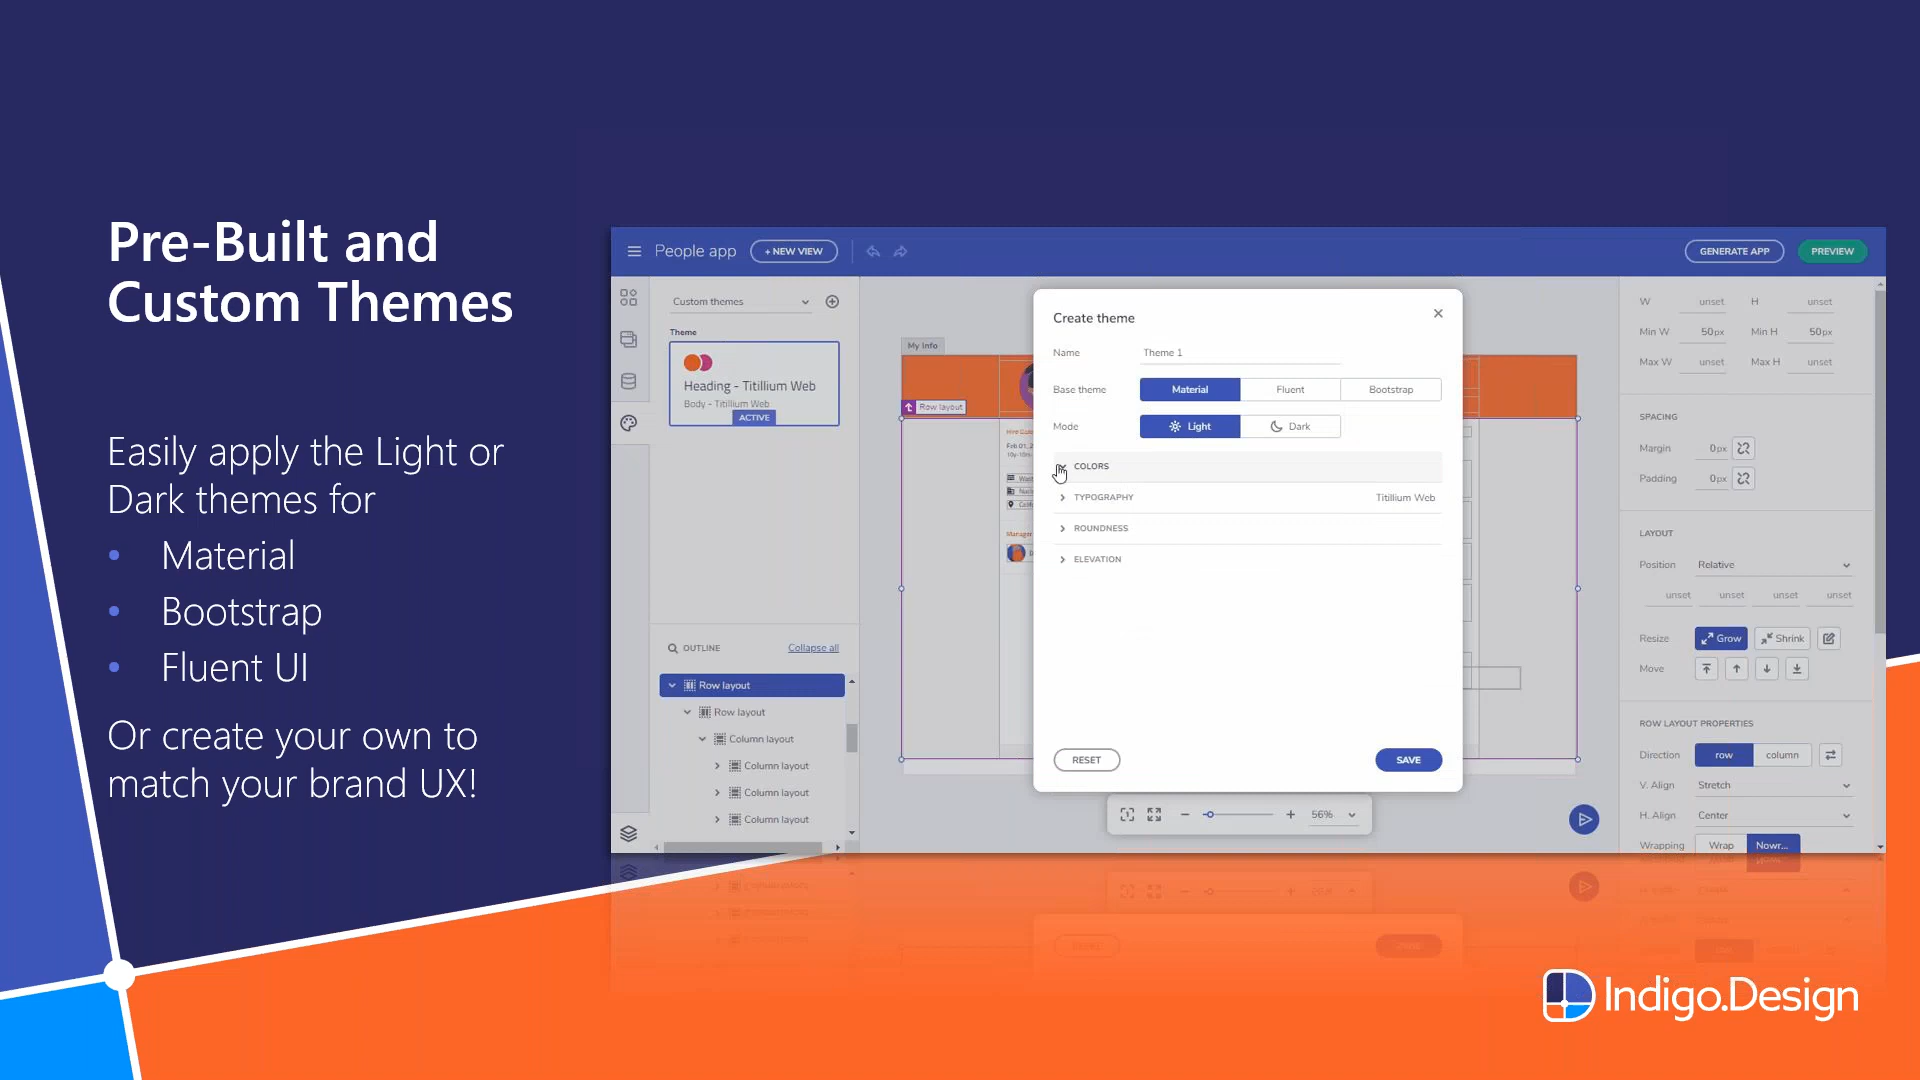 Pre-Built and
Custom Themes
Easily apply the Light or
Dark themes for
• Material
• Bootstrap
• Fluent UI
Or create your own to
match your brand UX!
People app
+ NEW VIEW
GENERATE APP
PREVIEW
Custom themes
Theme
Heading - Titillium Web
Body - Titillium Web
ACTIVE
OUTLINE
Collapse all
Row layout
Row layout
Column layout
Column layout
Column layout
Column layout
My Info
Row layout
Feb 01, 2
Manager
Create theme
Name Theme 1
Base theme Material Fluent Bootstrap
Mode Light Dark
COLORS
TYPOGRAPHY Titillium Web
ROUNDNESS
ELEVATION
RESET
SAVE
56%
W unset H unset
Min W 50px Min H 50px
Max W unset Max H unset
SPACING
Margin 0px
Padding 0px
LAYOUT
Position Relative
unset unset unset unset
Resize Grow Shrink
Move
ROW LAYOUT PROPERTIES
Direction row column
V. Align Stretch
H. Align Center
Wrapping Wrap Nowr...
Indigo.Design